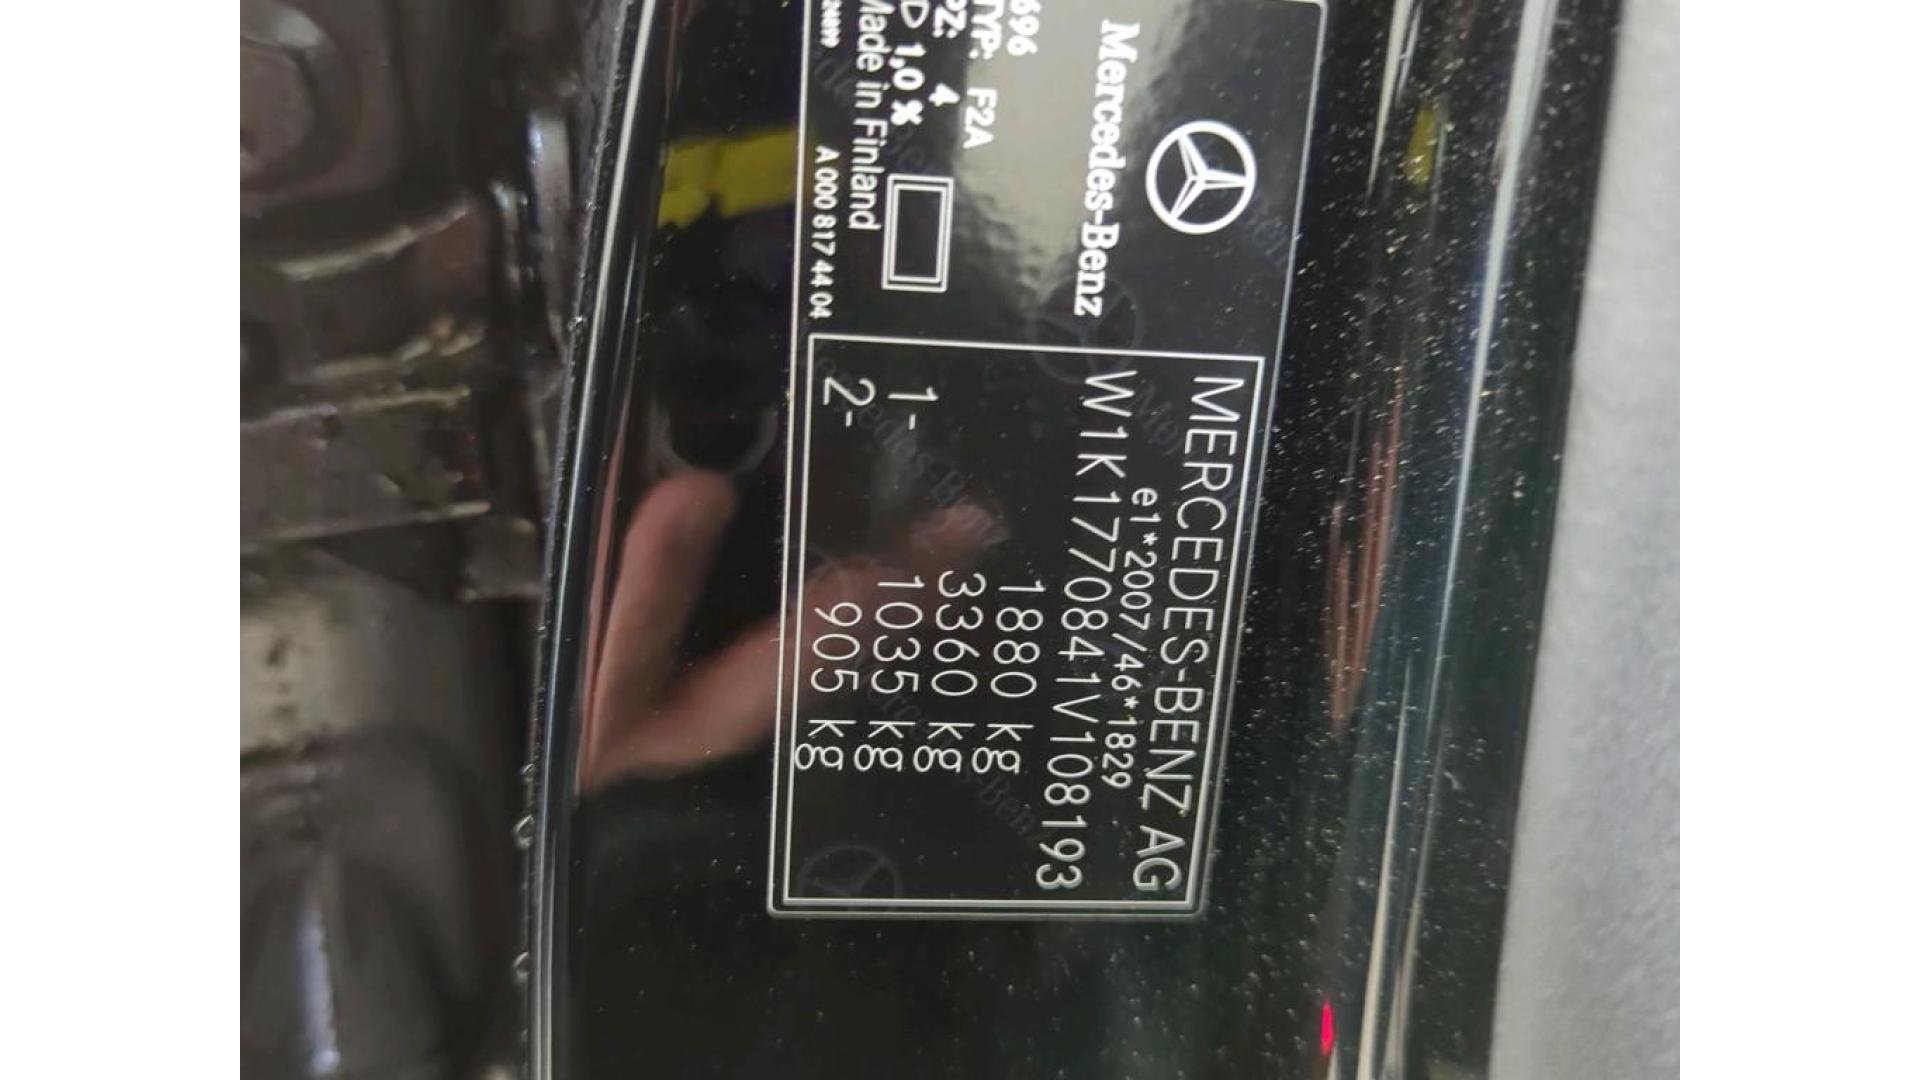 Mercedes-Benz
696
TYP: F2A
PZ: 4
D 1,0 %
Made in Finland
A 000 817 44 04
MERCEDES-BENZ AG
e1*2007/46*1829
W1K1770841V108193
1880 kg
3360 kg
1- 1035 kg
2- 905 kg